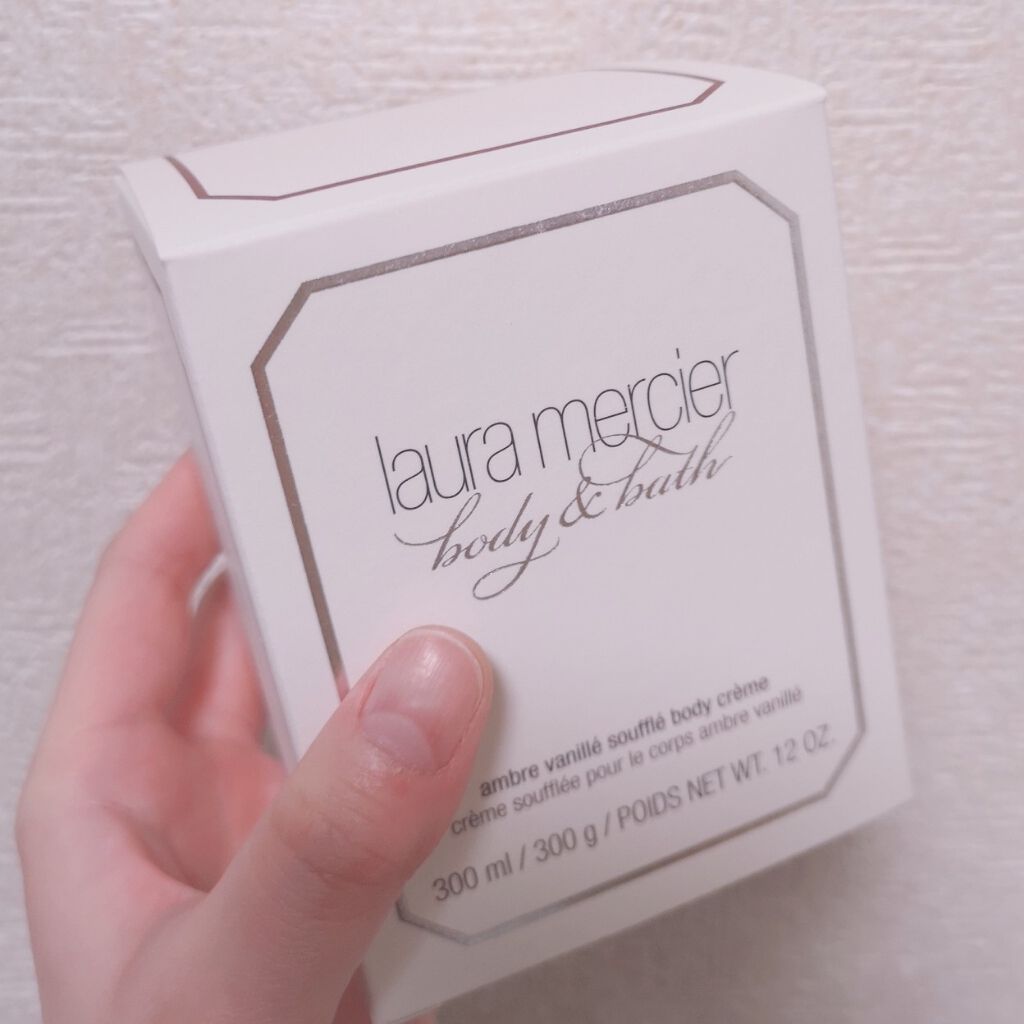 laura mercier
body & bath
ambre vanillé soufflé body crème
crème soufflée pour le corps ambre vanillé
300 ml / 300 g / POIDS NET WT. 12 OZ.